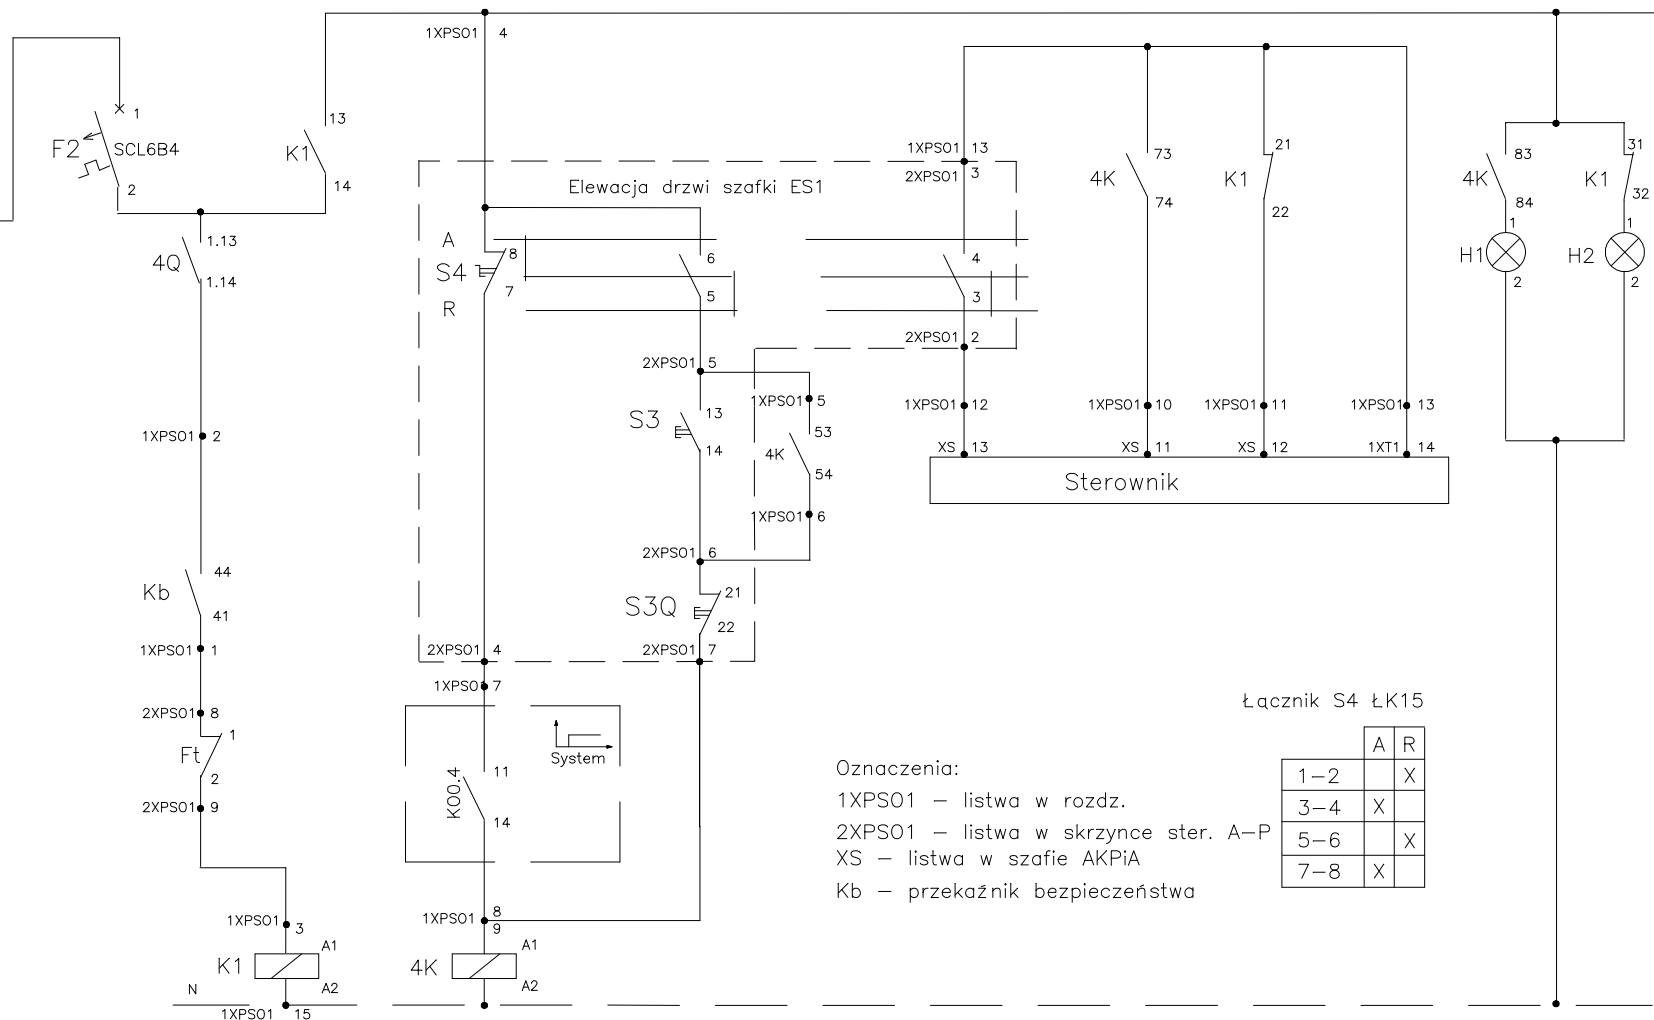 1XPS01 4
1
F2 SCL6B4
2
13
K1
14
1.13
4Q
1.14
1XPS01 2
44
Kb
41
1XPS01 1
2XPS01 8
1
Ft
2
2XPS01 9
1XPS01 3
A1
K1
A2
N
1XPS01 15
Elewacja drzwi szafki ES1
A
8
S4
7
R
6
5
2XPS01 5
13
S3
14
1XPS01 5
53
4K
54
1XPS01 6
2XPS01 6
21
S3Q
22
2XPS01 4
2XPS01 7
1XPS01 7
System
11
K00.4
14
1XPS01 8
9
A1
4K
A2
1XPS01 13
2XPS01 3
4
3
2XPS01 2
1XPS01 12
XS 13
73
4K
74
1XPS01 10
XS 11
21
K1
22
1XPS01 11
XS 12
1XPS01 13
1XT1 14
Sterownik
83
4K
84
1
H1
2
31
K1
32
1
H2
2
Oznaczenia:
1XPS01 – listwa w rozdz.
2XPS01 – listwa w skrzynce ster. A–P
XS – listwa w szafie AKPiA
Kb – przekaźnik bezpieczeństwa
Łącznik S4 ŁK15
A R
1–2 X
3–4 X
5–6 X
7–8 X